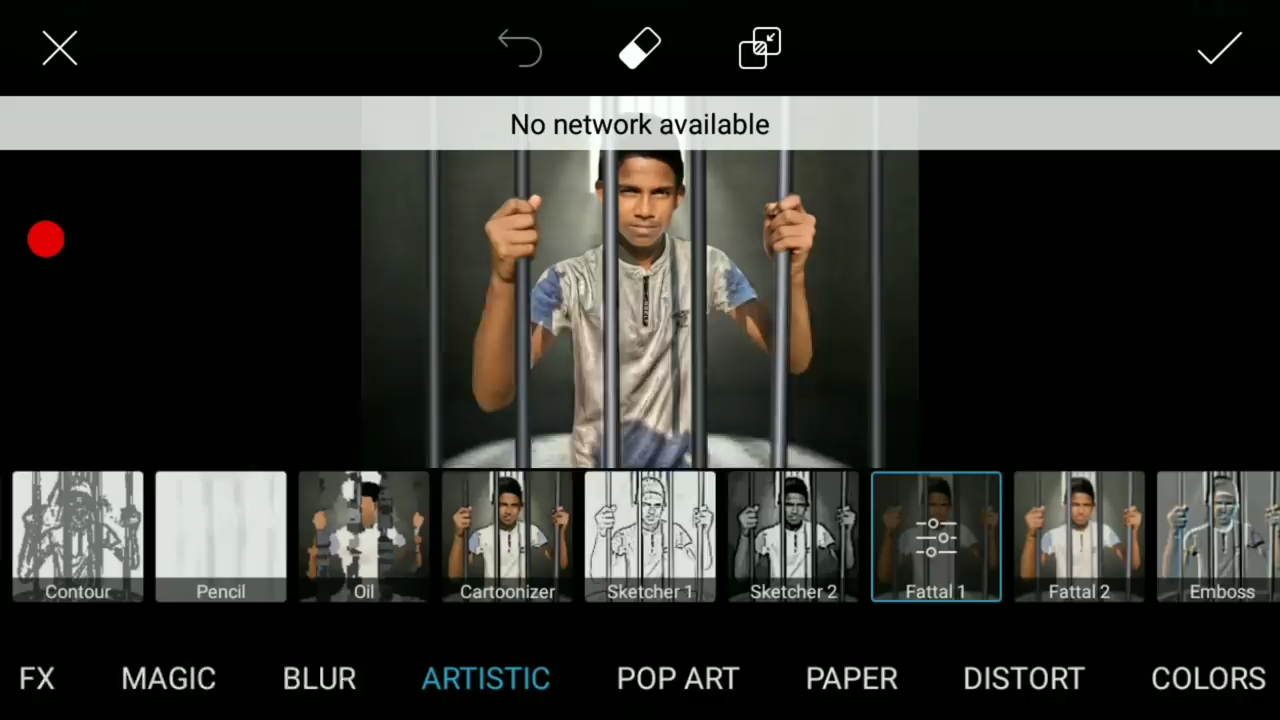 No network available
Contour
Pencil
Oil
Cartoonizer
Sketcher 1
Sketcher 2
Fattal 1
Fattal 2
Emboss
FX
MAGIC
BLUR
ARTISTIC
POP ART
PAPER
DISTORT
COLORS